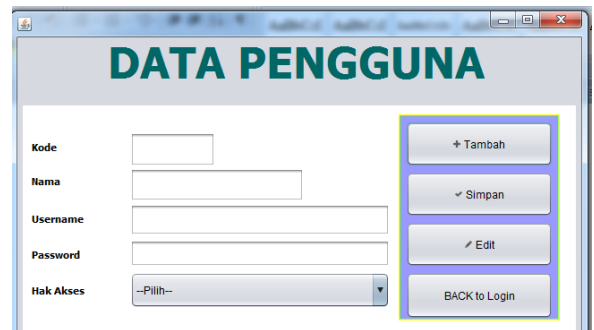 DATA PENGGUNA
Kode
Nama
Username
Password
Hak Akses
--Pilih--
+ Tambah
✓ Simpan
Edit
BACK to Login